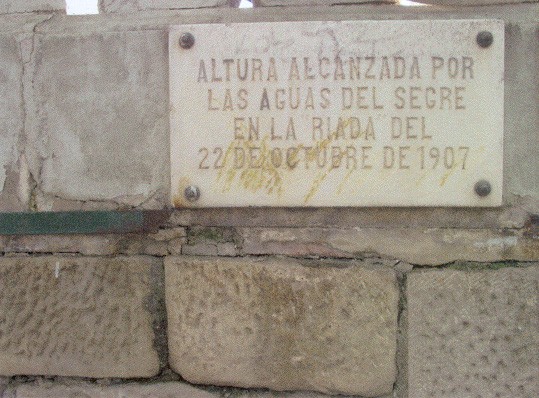 ALTURA ALCANZADA POR
LAS AGUAS DEL SEGRE
EN LA "RIADA" DEL
22 DE OCTUBRE DE 1907